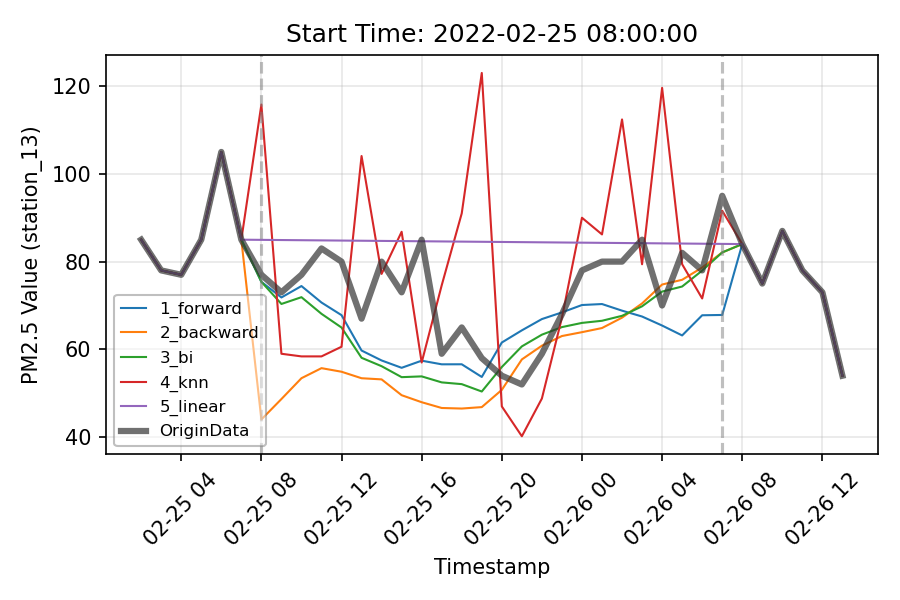 Start Time: 2022-02-25 08:00:00
PM2.5 Value (station_13)
120
100
80
60
40
1_forward
2_backward
3_bi
4_knn
5_linear
OriginData
02-25 04
02-25 08
02-25 12
02-25 16
02-25 20
02-26 00
02-26 04
02-26 08
02-26 12
Timestamp